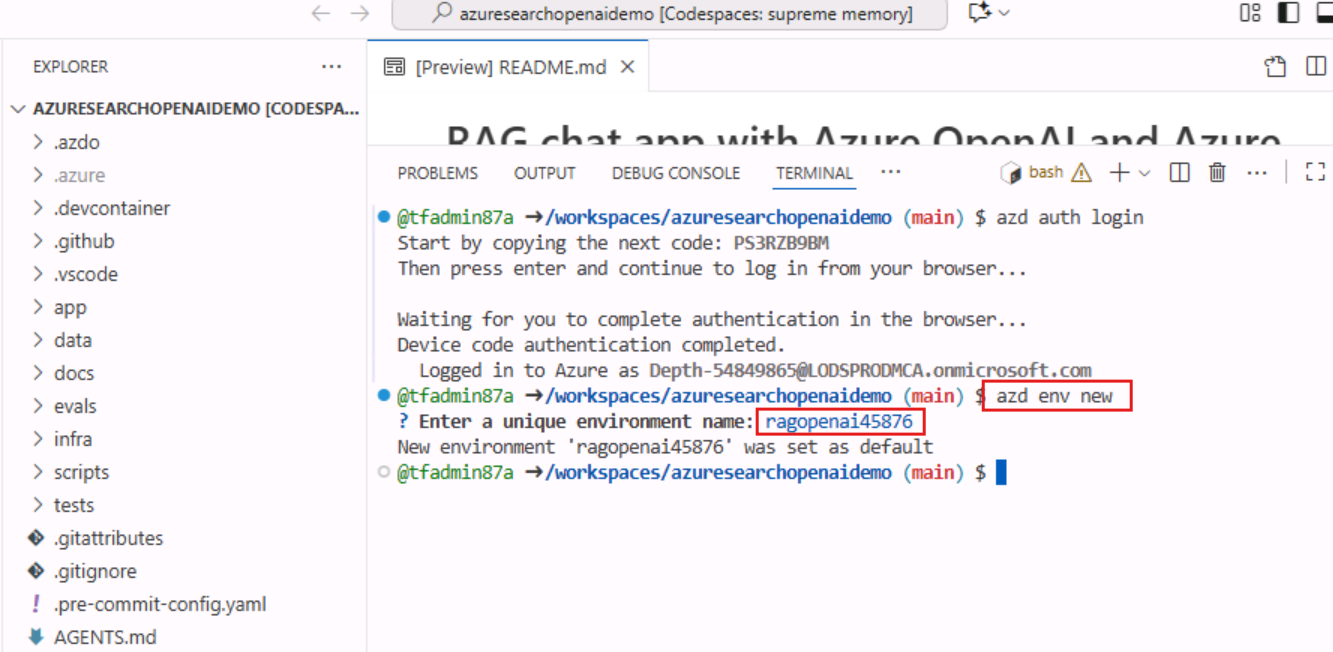 azuresearchopenaidemo [Codespaces: supreme memory]
EXPLORER
AZURESEARCHOPENAIDEMO [CODESPA...
.azdo
.azure
.devcontainer
.github
.vscode
app
data
docs
evals
infra
scripts
tests
.gitattributes
.gitignore
.pre-commit-config.yaml
AGENTS.md
[Preview] README.md
RAG chat app with Azure OpenAI and Azure
PROBLEMS OUTPUT DEBUG CONSOLE TERMINAL
bash
@tfadmin87a →/workspaces/azuresearchopenaidemo (main) $ azd auth login
Start by copying the next code: PS3RZB9BM
Then press enter and continue to log in from your browser...
Waiting for you to complete authentication in the browser...
Device code authentication completed.
Logged in to Azure as Depth-54849865@LODSPRODMCA.onmicrosoft.com
@tfadmin87a →/workspaces/azuresearchopenaidemo (main) $ azd env new
? Enter a unique environment name: ragopenai45876
New environment 'ragopenai45876' was set as default
@tfadmin87a →/workspaces/azuresearchopenaidemo (main) $